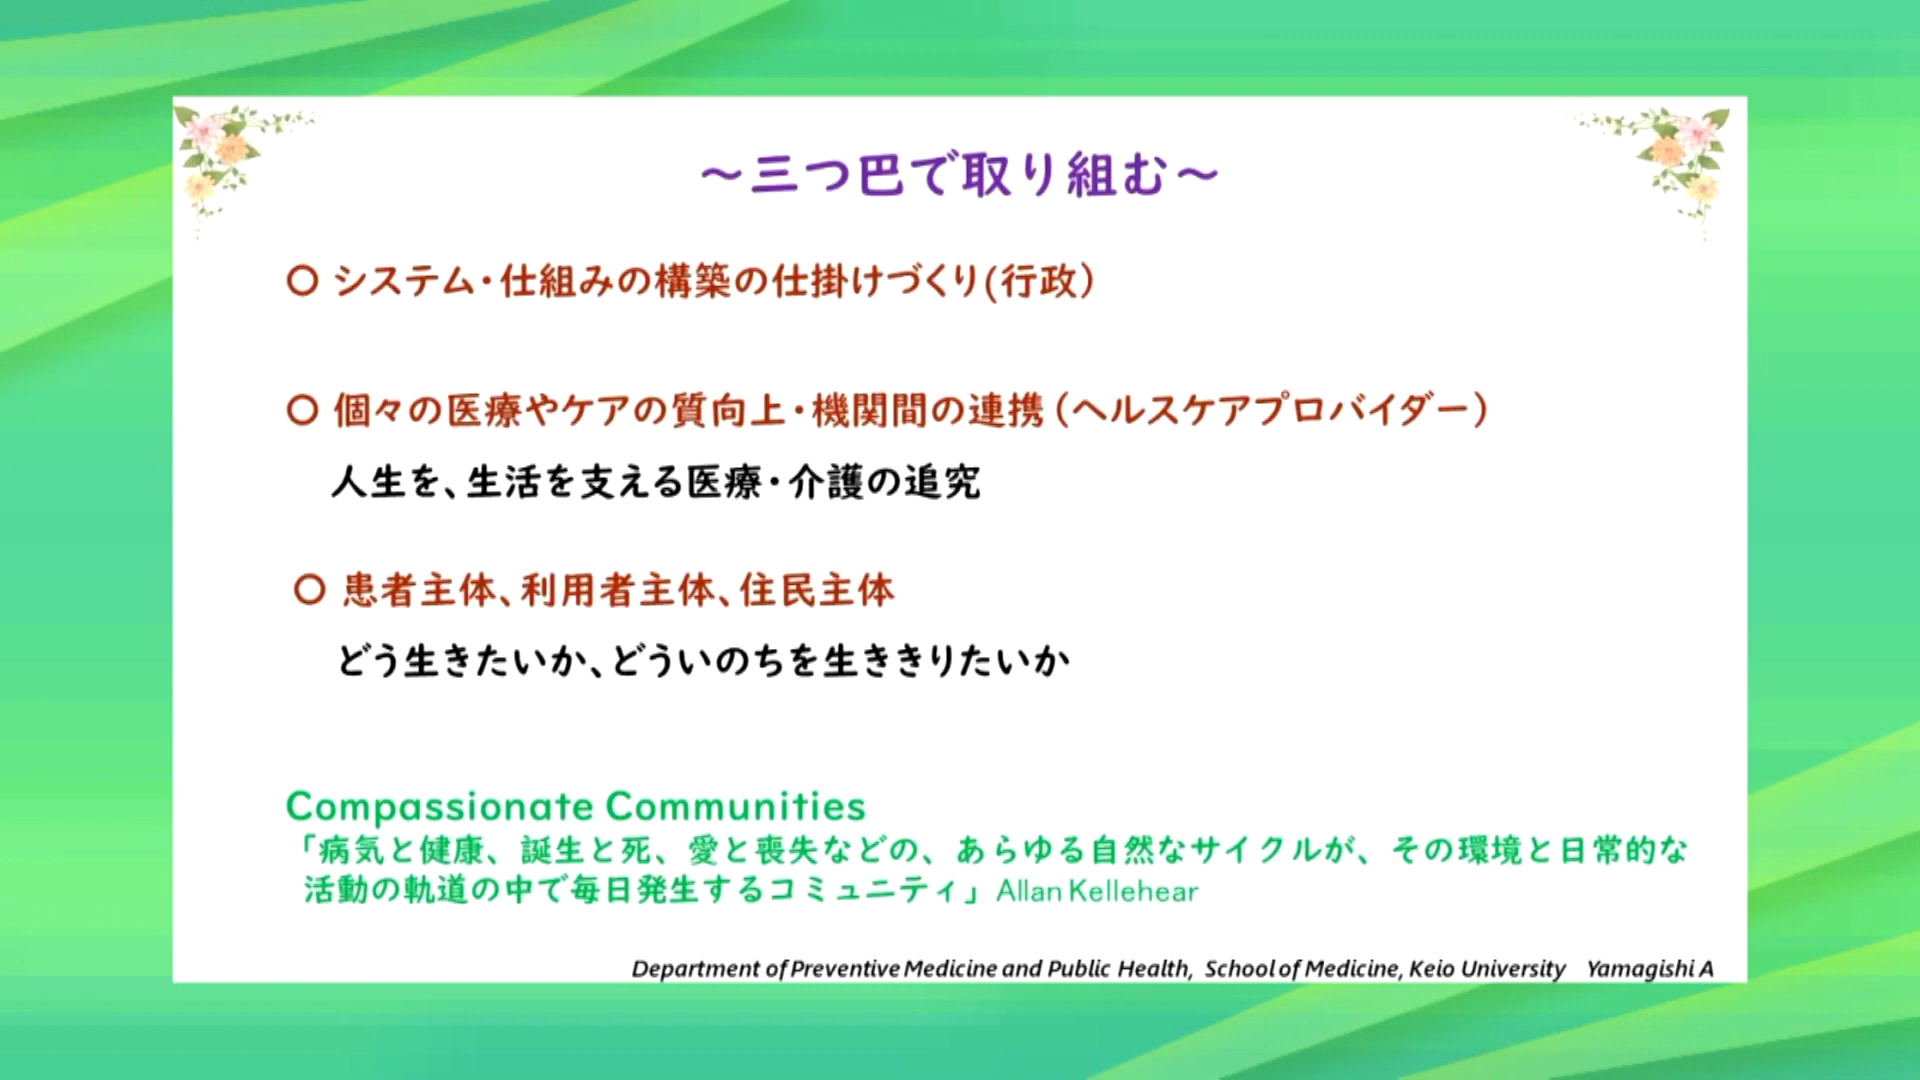 ～三つ巴で取り組む～
○ システム・仕組みの構築の仕掛けづくり(行政）
○ 個々の医療やケアの質向上・機関間の連携（ヘルスケアプロバイダー）
人生を、生活を支える医療・介護の追究
○ 患者主体、利用者主体、住民主体
どう生きたいか、どういのちを生ききりたいか
Compassionate Communities
「病気と健康、誕生と死、愛と喪失などの、あらゆる自然なサイクルが、その環境と日常的な
活動の軌道の中で毎日発生するコミュニティ」Allan Kellehear
Department of Preventive Medicine and Public Health, School of Medicine, Keio University　Yamagishi A